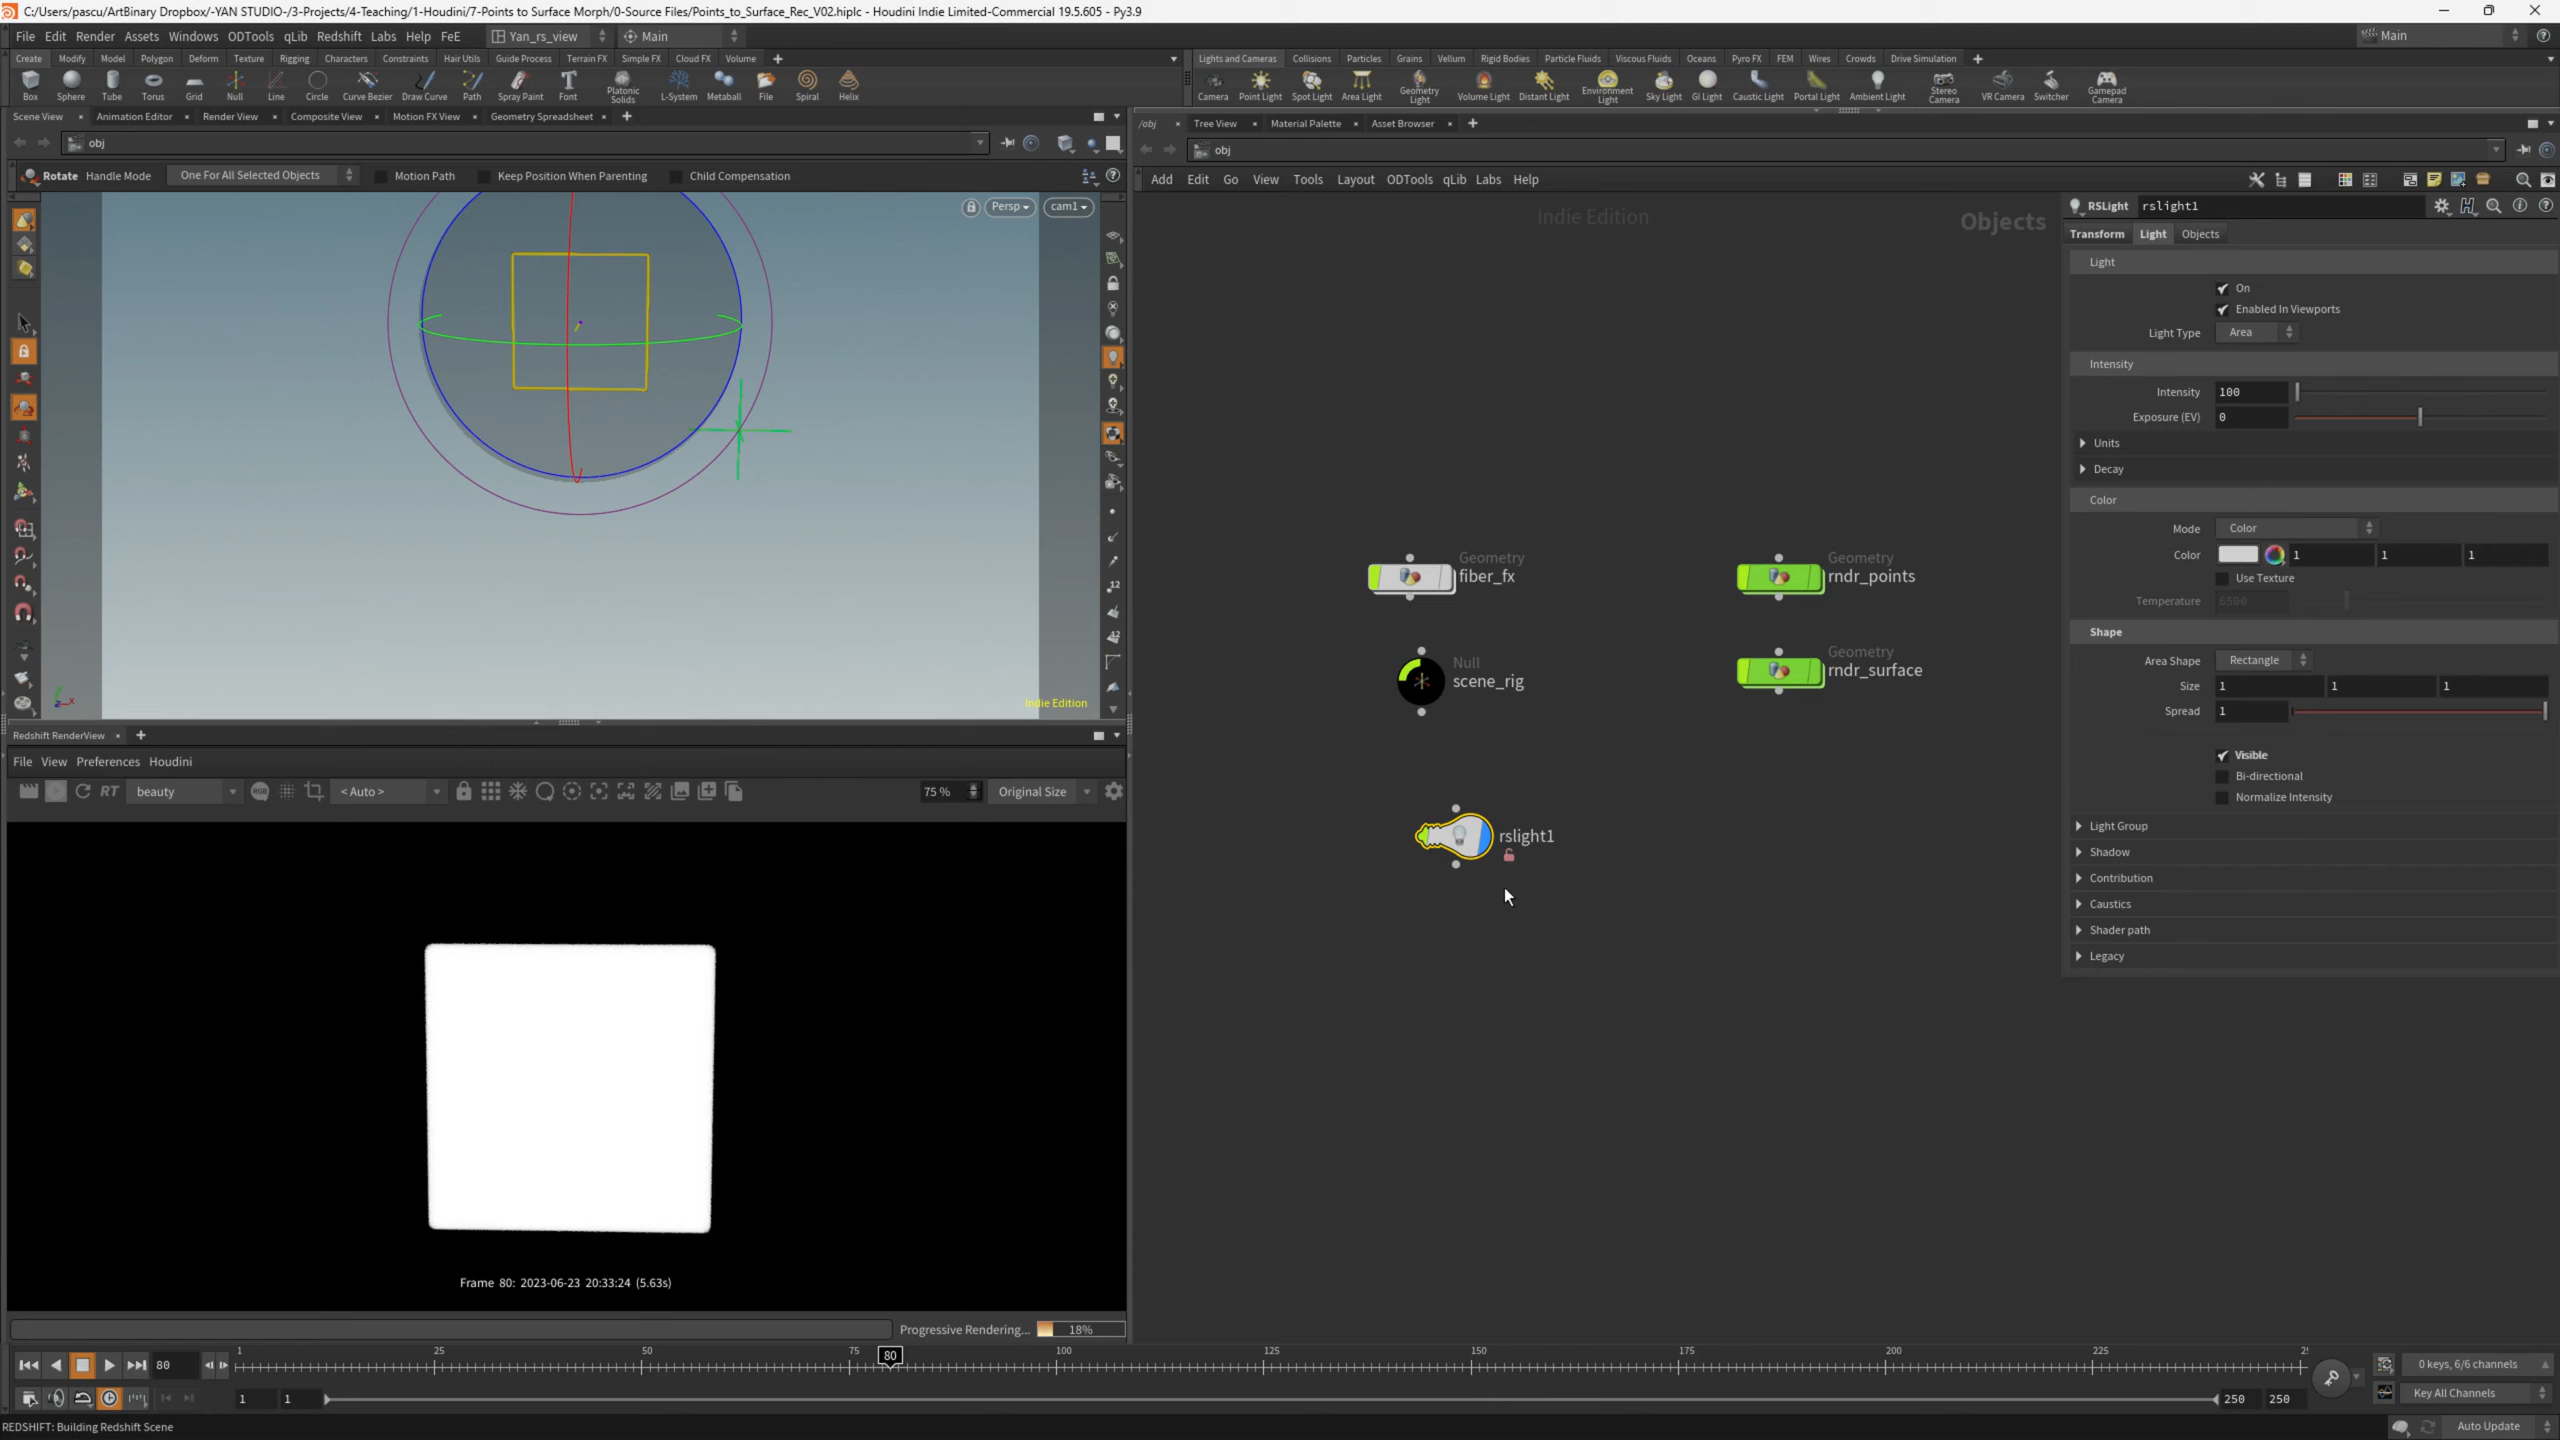 C:/Users/pascu/ArtBinary Dropbox/-YAN STUDIO-/3-Projects/4-Teaching/1-Houdini/7-Points to Surface Morph/0-Source Files/Points_to_Surface_Rec_V02.hiplc - Houdini Indie Limited-Commercial 19.5.605 - Py3.9
File Edit Render Assets Windows ODTools qLib Redshift Labs Help FeE Yan_rs_view Main Main
Create Modify Model Polygon Deform Texture Rigging Characters Constraints Hair Utils Guide Process Terrain FX Simple FX Cloud FX Volume
Box Sphere Tube Torus Grid Null Line Circle Curve Bezier Draw Curve Path Spray Paint Font Platonic Solids L-System Metaball File Spiral Helix
Lights and Cameras Collisions Particles Grains Vellum Rigid Bodies Particle Fluids Viscous Fluids Oceans Pyro FX FEM Wires Crowds Drive Simulation
Camera Point Light Spot Light Area Light Geometry Light Volume Light Distant Light Environment Light Sky Light GI Light Caustic Light Portal Light Ambient Light Stereo Camera VR Camera Switcher Gamepad Camera
Scene View Animation Editor Render View Composite View Motion FX View Geometry Spreadsheet
obj
Rotate Handle Mode One For All Selected Objects Motion Path Keep Position When Parenting Child Compensation
Persp cam1
12
12
Indie Edition
Redshift RenderView
File View Preferences Houdini
RT beauty RGB < Auto > 75 % Original Size
Frame 80: 2023-06-23 20:33:24 (5.63s)
Progressive Rendering... 18%
/obj Tree View Material Palette Asset Browser
obj
Add Edit Go View Tools Layout ODTools qLib Labs Help
Indie Edition
Objects
Geometry
fiber_fx
Geometry
rndr_points
Null
scene_rig
Geometry
rndr_surface
rslight1
RSLight rslight1
Transform Light Objects
Light
On
Enabled In Viewports
Light Type Area
Intensity
Intensity 100
Exposure (EV) 0
Units
Decay
Color
Mode Color
Color 1 1 1
Use Texture
Temperature 6500
Shape
Area Shape Rectangle
Size 1 1 1
Spread 1
Visible
Bi-directional
Normalize Intensity
Light Group
Shadow
Contribution
Caustics
Shader path
Legacy
80 1 25 50 75 80 100 125 150 175 200 225
0 keys, 6/6 channels
1 1 250 250
Key All Channels
REDSHIFT: Building Redshift Scene
Auto Update